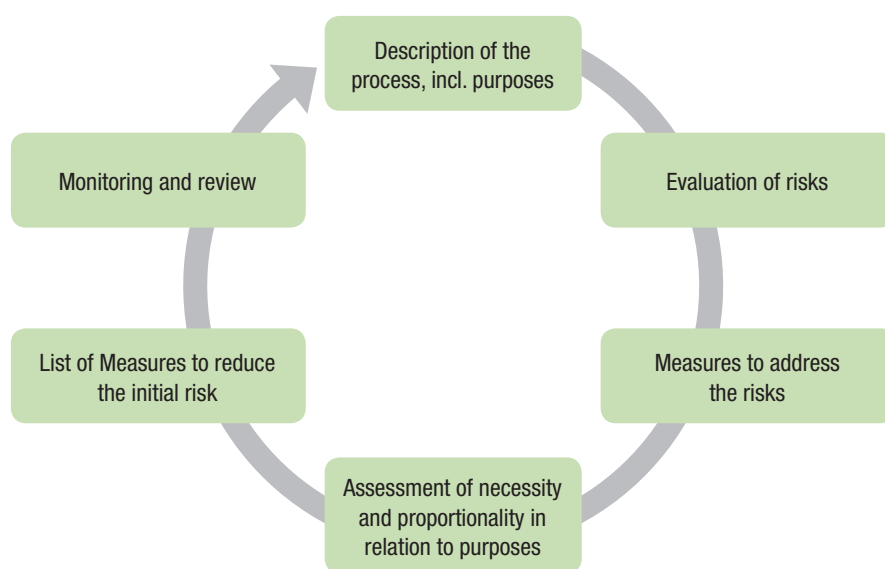 Description of the
process, incl. purposes
Evaluation of risks
Measures to address
the risks
Assessment of necessity
and proportionality in
relation to purposes
List of Measures to reduce
the initial risk
Monitoring and review